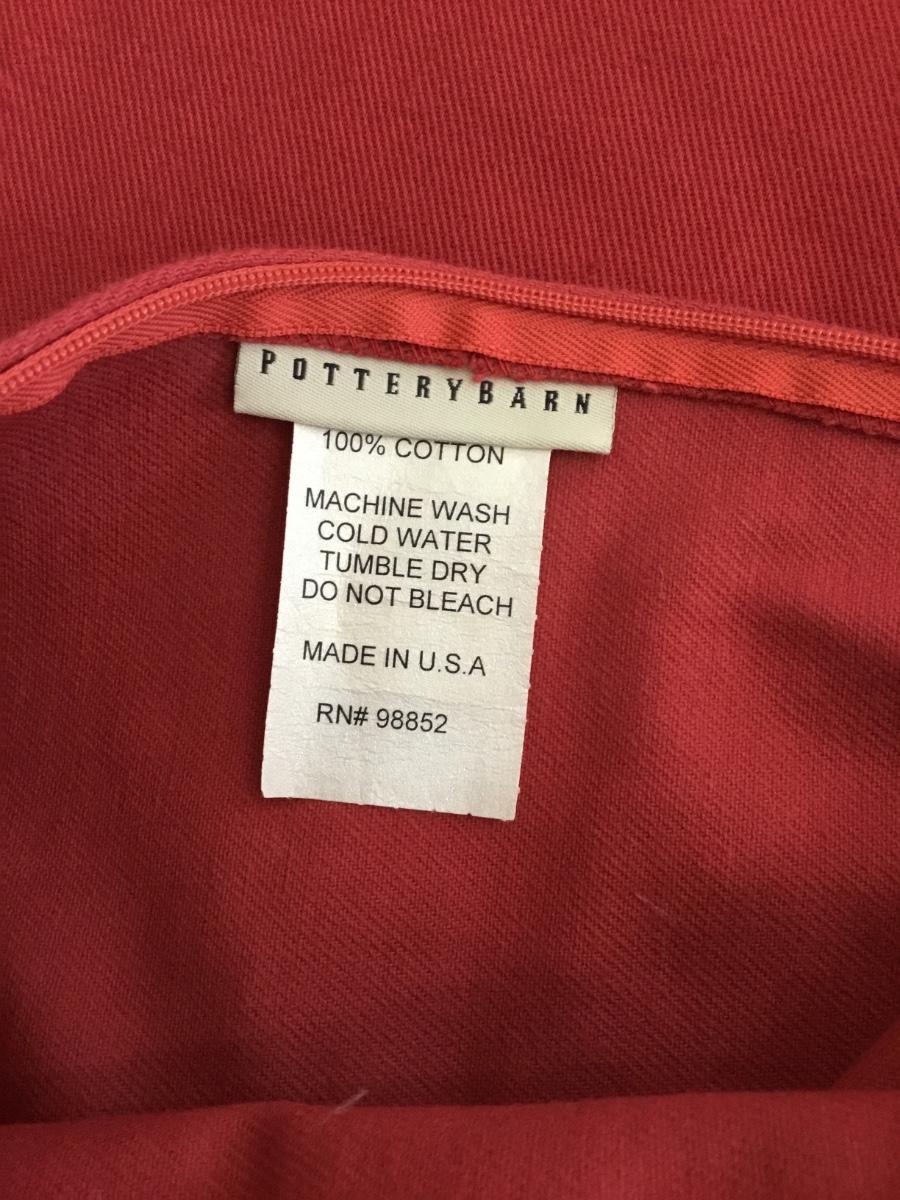 POTTERYBARN
100% COTTON
MACHINE WASH
COLD WATER
TUMBLE DRY
DO NOT BLEACH
MADE IN U.S.A
RN# 98852